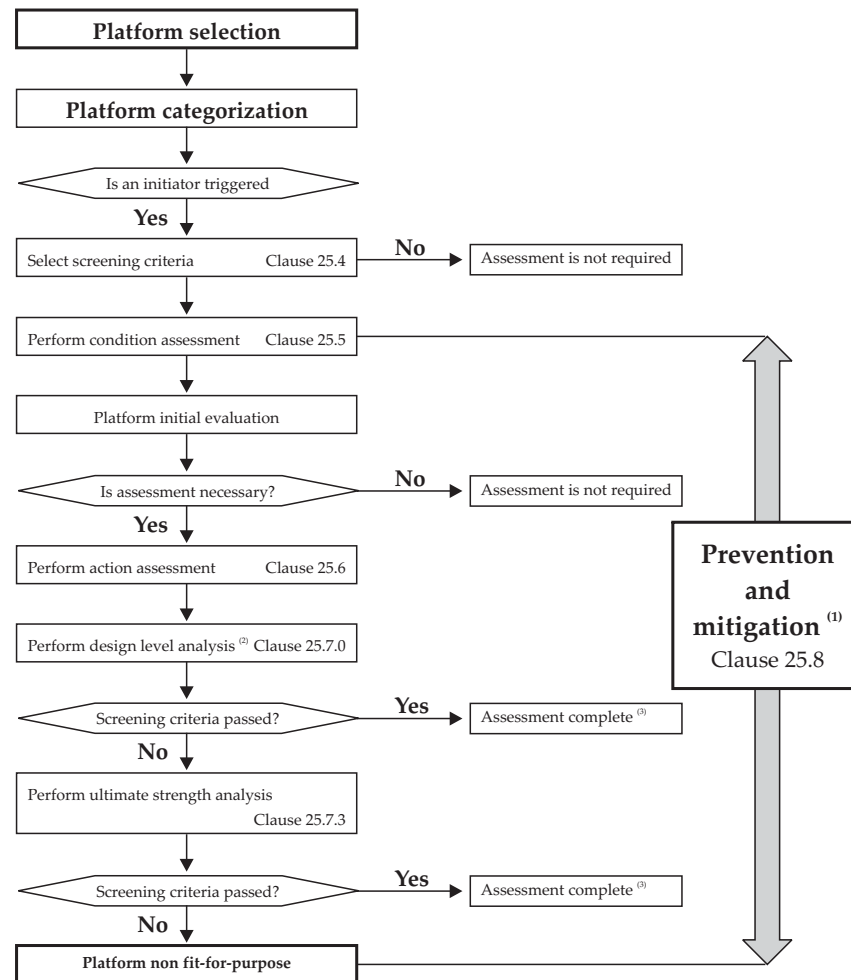 Platform selection
Platform categorization
Is an initiator triggered
Yes
Select screening criteria Clause 25.4
No
Assessment is not required
Perform condition assessment Clause 25.5
Platform initial evaluation
Is assessment necessary?
No
Assessment is not required
Yes
Perform action assessment Clause 25.6
Perform design level analysis (2) Clause 25.7.0
Screening criteria passed?
Yes
Assessment complete (3)
No
Perform ultimate strength analysis
Clause 25.7.3
Screening criteria passed?
Yes
Assessment complete (3)
No
Platform non fit-for-purpose
Prevention
and
mitigation (1)
Clause 25.8